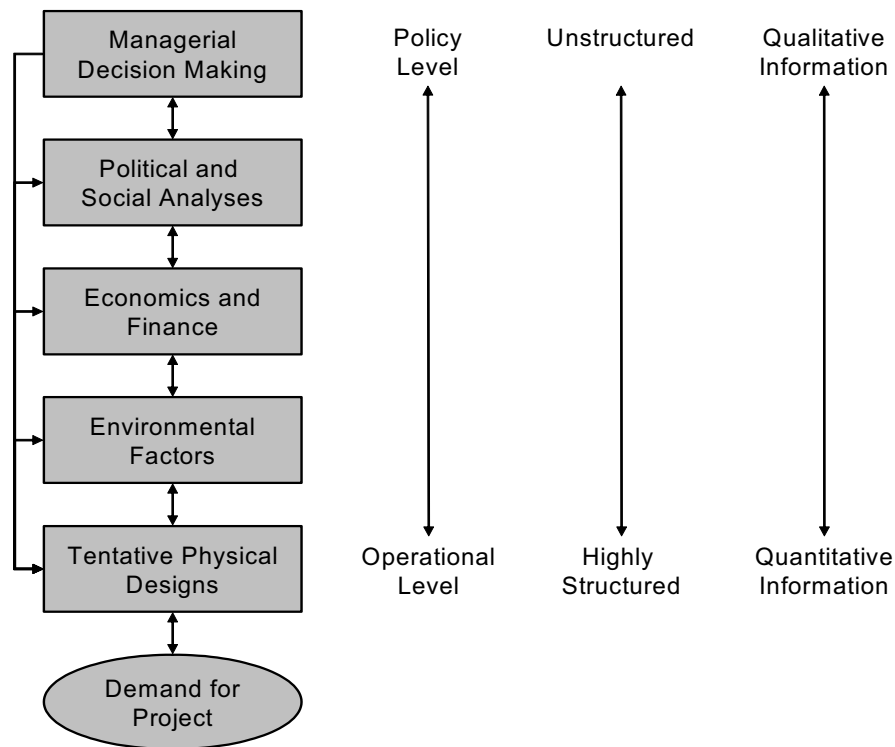 Managerial
Decision Making
Policy
Level
Unstructured
Qualitative
Information
Political and
Social Analyses
Economics and
Finance
Environmental
Factors
Tentative Physical
Designs
Operational
Level
Highly
Structured
Quantitative
Information
Demand for
Project